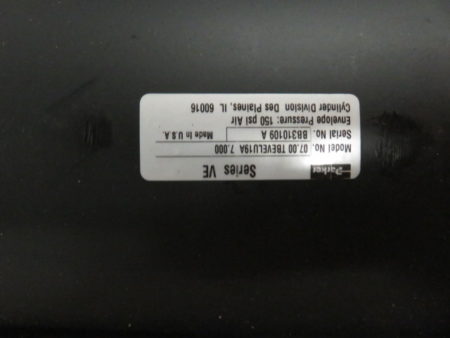 Parker Series VE
Model No. 07.00 TBEVELU19A 7.000
Serial No. BB310109 A Made in U.S.A.
Envelope Pressure: 150 psi Air
Cylinder Division Des Plaines, IL 60016